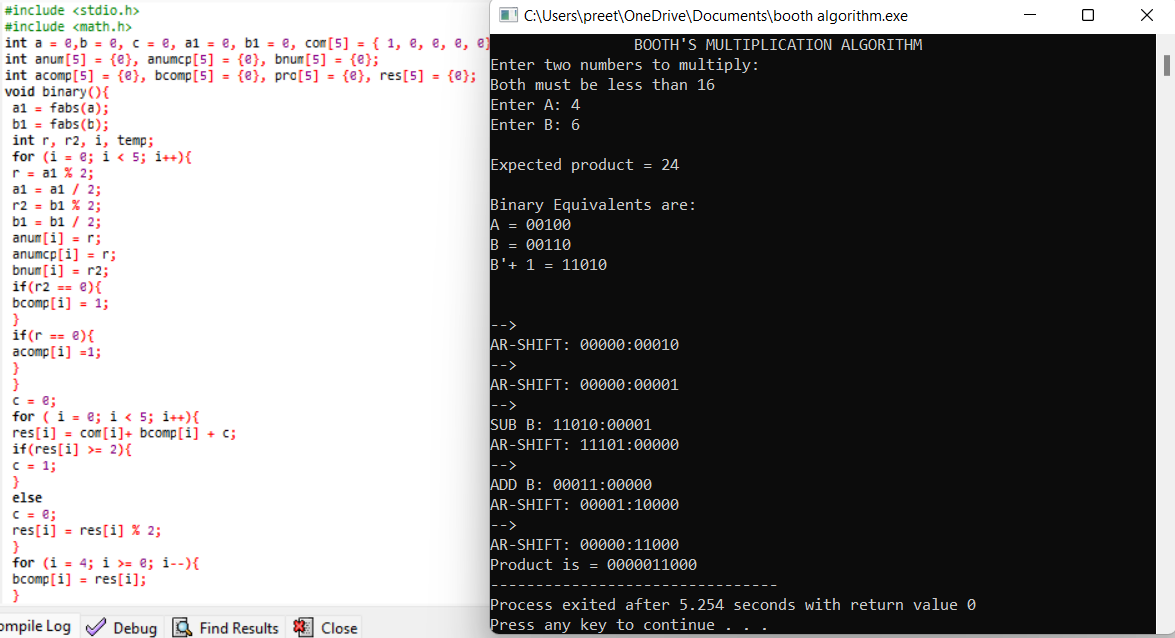 #include <stdio.h>
#include <math.h>
int a = 0,b = 0, c = 0, a1 = 0, b1 = 0, com[5] = { 1, 0, 0, 0, 0}
int anum[5] = {0}, anumcp[5] = {0}, bnum[5] = {0};
int acomp[5] = {0}, bcomp[5] = {0}, pro[5] = {0}, res[5] = {0};
void binary(){
a1 = fabs(a);
b1 = fabs(b);
int r, r2, i, temp;
for (i = 0; i < 5; i++){
r = a1 % 2;
a1 = a1 / 2;
r2 = b1 % 2;
b1 = b1 / 2;
anum[i] = r;
anumcp[i] = r;
bnum[i] = r2;
if(r2 == 0){
bcomp[i] = 1;
}
if(r == 0){
acomp[i] =1;
}
}
c = 0;
for ( i = 0; i < 5; i++){
res[i] = com[i]+ bcomp[i] + c;
if(res[i] >= 2){
c = 1;
}
else
c = 0;
res[i] = res[i] % 2;
}
for (i = 4; i >= 0; i--){
bcomp[i] = res[i];
}
ompile Log Debug Find Results Close
C:\Users\preet\OneDrive\Documents\booth algorithm.exe
BOOTH'S MULTIPLICATION ALGORITHM
Enter two numbers to multiply:
Both must be less than 16
Enter A: 4
Enter B: 6
Expected product = 24
Binary Equivalents are:
A = 00100
B = 00110
B'+ 1 = 11010
-->
AR-SHIFT: 00000:00010
-->
AR-SHIFT: 00000:00001
-->
SUB B: 11010:00001
AR-SHIFT: 11101:00000
-->
ADD B: 00011:00000
AR-SHIFT: 00001:10000
-->
AR-SHIFT: 00000:11000
Product is = 0000011000
--------------------------------
Process exited after 5.254 seconds with return value 0
Press any key to continue . . .